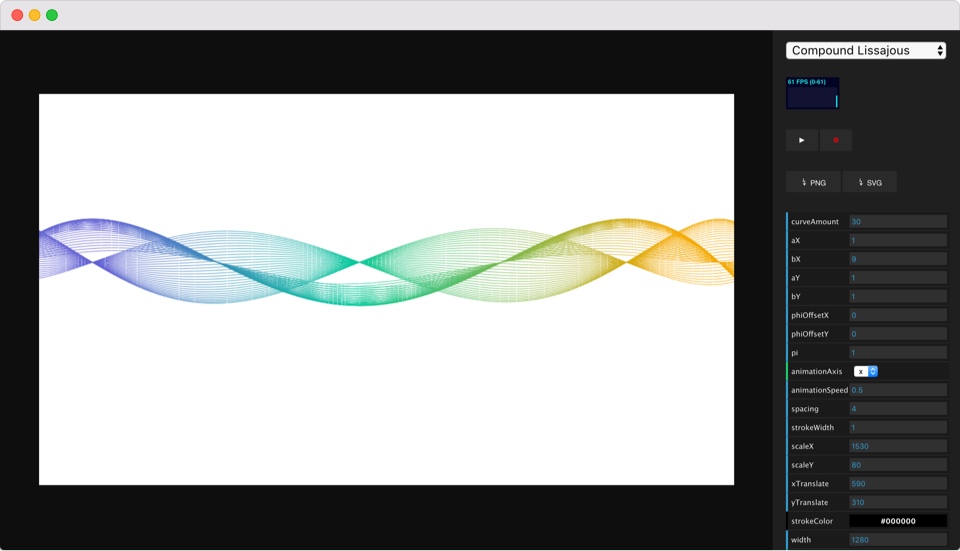 Compound Lissajous
61 FPS (0-61)
PNG SVG
curveAmount 30
aX 1
bX 9
aY 1
bY 1
phiOffsetX 0
phiOffsetY 0
pi 1
animationAxis x
animationSpeed 0.5
spacing 4
strokeWidth 1
scaleX 1530
scaleY 80
xTranslate 590
yTranslate 310
strokeColor #000000
width 1280